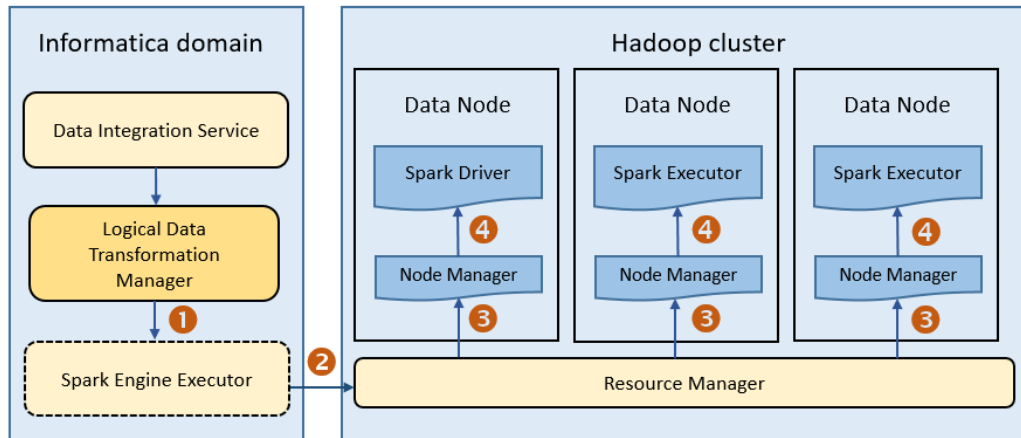 Informatica domain
Data Integration Service
Logical Data
Transformation
Manager
1
Spark Engine Executor
2
Hadoop cluster
Data Node
Spark Driver
4
Node Manager
3
Data Node
Spark Executor
4
Node Manager
3
Data Node
Spark Executor
4
Node Manager
3
Resource Manager